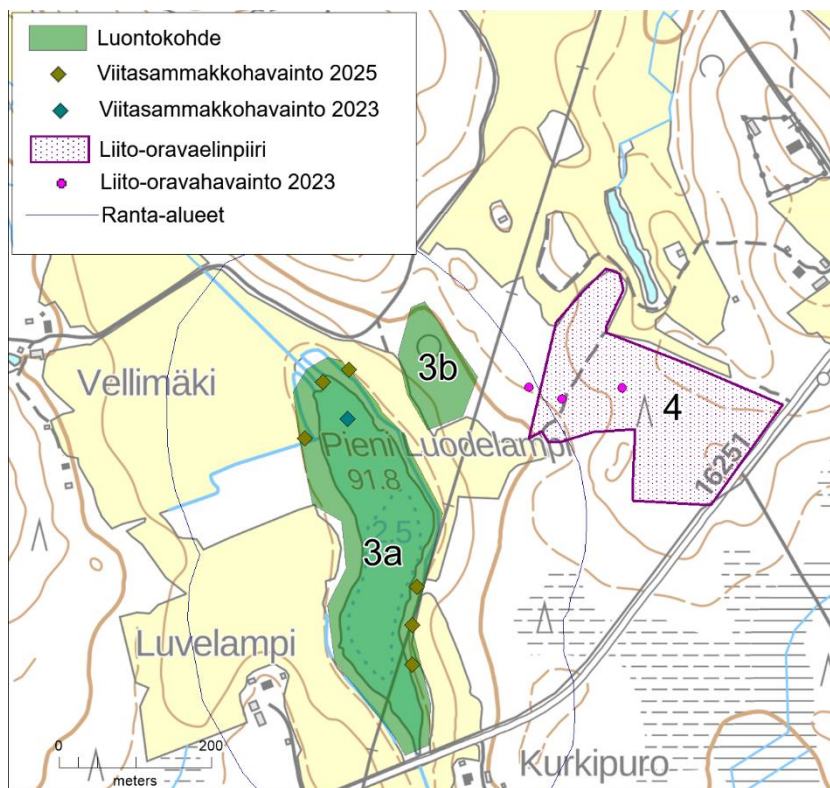 Luontokohde
Viitasammakkohavainto 2025
Viitasammakkohavainto 2023
Liito-oravaelinpiiri
Liito-oravahavainto 2023
Ranta-alueet
3b
Vellimäki
4
Pieni Luodelampi
91.8
16251
2.5
3a
Luvelampi
0 200
meters
Kurkipuro